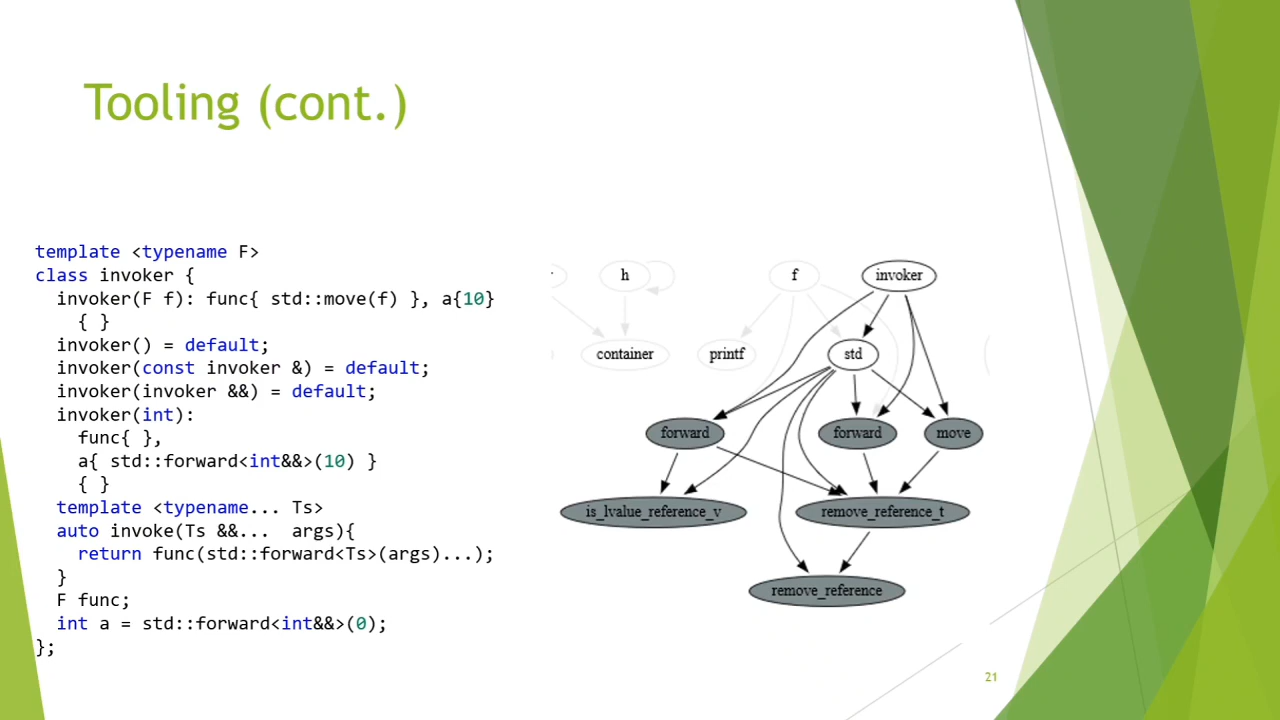 Tooling (cont.)
template <typename F>
class invoker {
invoker(F f): func{ std::move(f) }, a{10}
{ }
invoker() = default;
invoker(const invoker &) = default;
invoker(invoker &&) = default;
invoker(int):
func{ },
a{ std::forward<int&&>(10) }
{ }
template <typename... Ts>
auto invoke(Ts &&... args){
return func(std::forward<Ts>(args)...);
}
F func;
int a = std::forward<int&&>(0);
};
h
f
invoker
container
printf
std
forward
forward
move
is_lvalue_reference_v
remove_reference_t
remove_reference
21